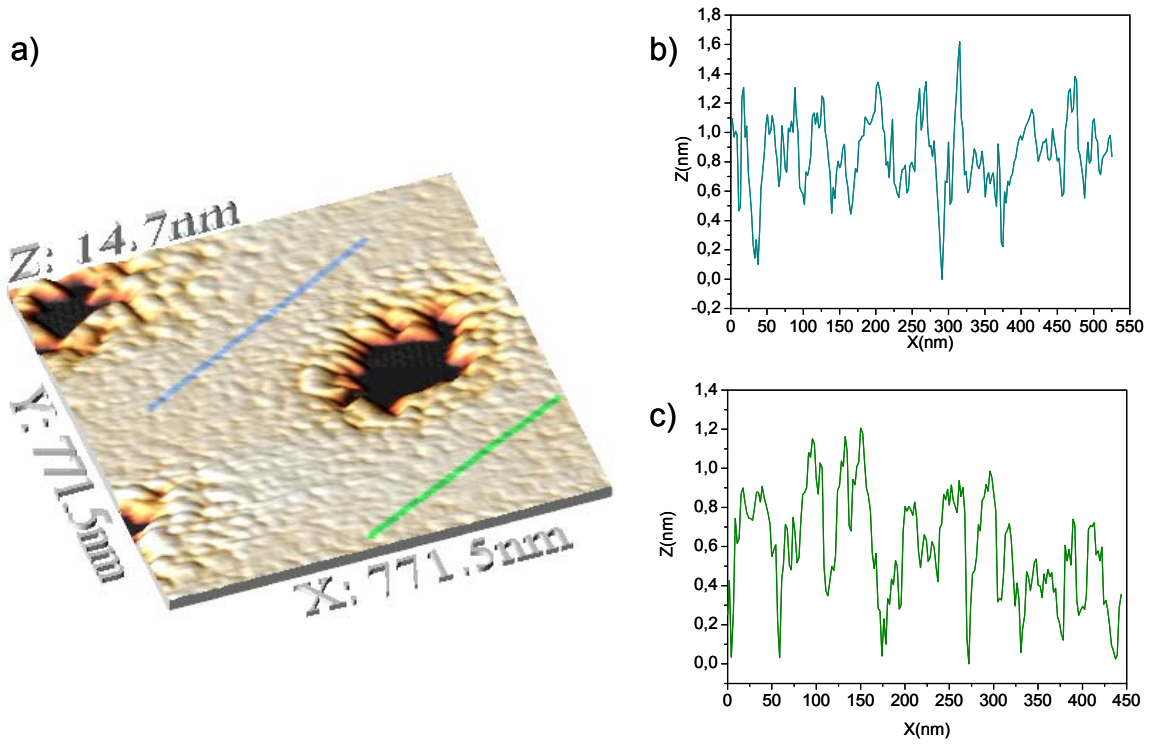 a)
Z: 14.7nm
Y: 771.5nm
X: 771.5nm
b)
Z(nm)
1,8
1,6
1,4
1,2
1,0
0,8
0,6
0,4
0,2
0,0
-0,2
0 50 100 150 200 250 300 350 400 450 500 550
X(nm)
c)
Z(nm)
1,4
1,2
1,0
0,8
0,6
0,4
0,2
0,0
0 50 100 150 200 250 300 350 400 450
X(nm)